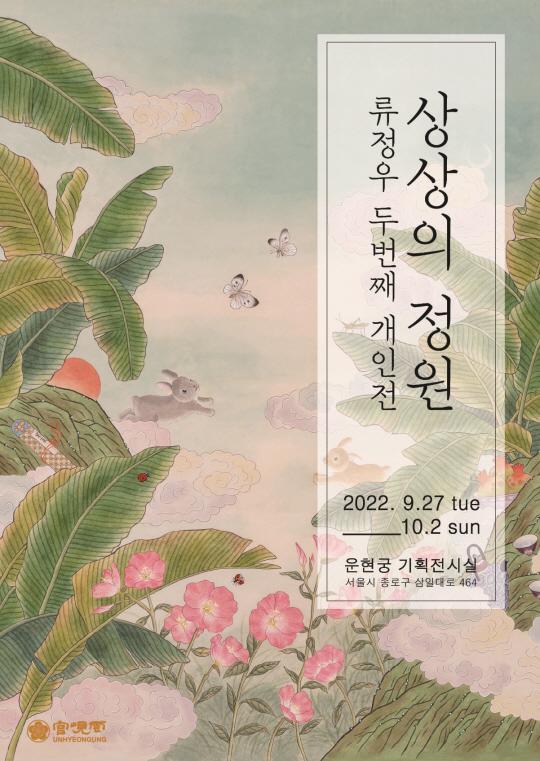 상상의 정원
류정우 두번째 개인전
2022. 9.27 tue
10.2 sun
운현궁 기획전시실
서울시 종로구 삼일대로 464
UNHYEONGUNG